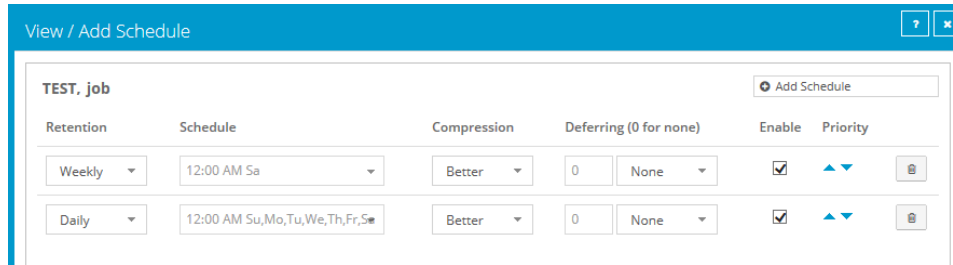 View / Add Schedule ? ×
TEST, job Add Schedule
Retention Schedule Compression Deferring (0 for none) Enable Priority
Weekly 12:00 AM Sa Better 0 None
Daily 12:00 AM Su,Mo,Tu,We,Th,Fr,Sa Better 0 None